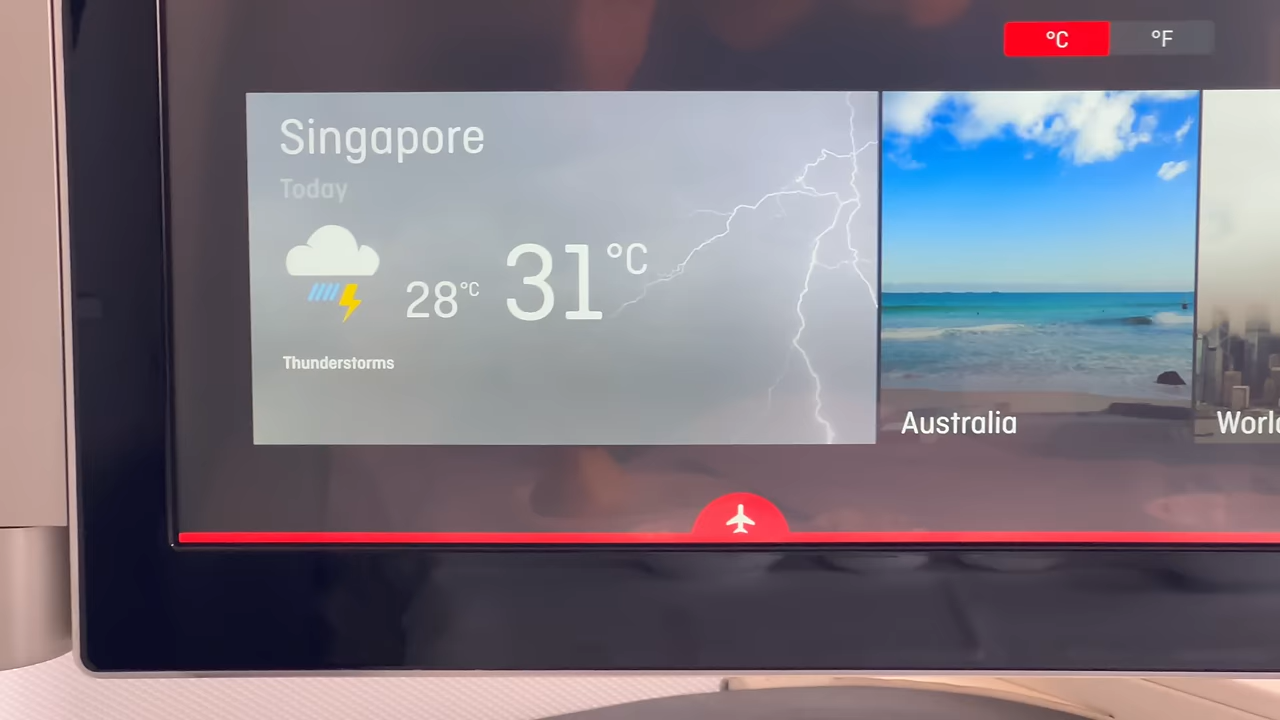 °C °F
Singapore
Today
28°C 31°C
Thunderstorms
Australia